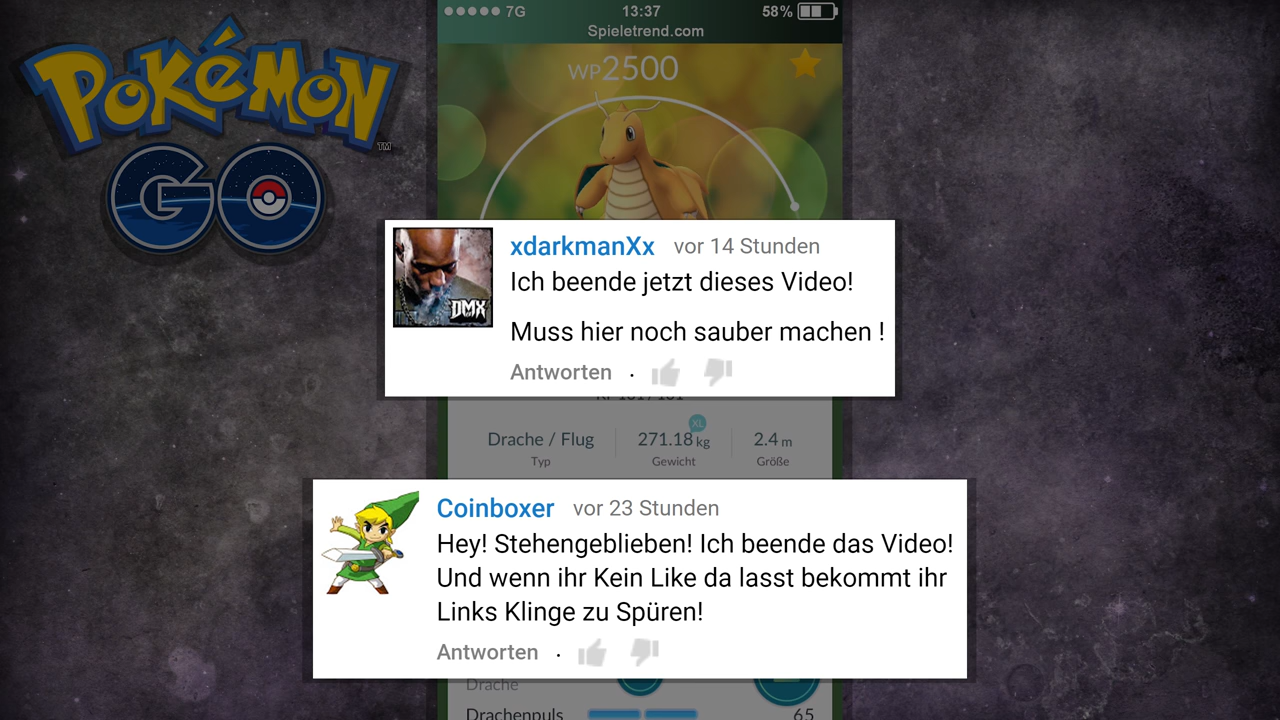 ●●●●● 7G 13:37 58%
Spieletrend.com
POKÉMON
TM
GO
WP2500
xdarkmanXx vor 14 Stunden
Ich beende jetzt dieses Video!
Muss hier noch sauber machen !
DMX
Antworten ·
XL
Drache / Flug 271.18 kg 2.4 m
Typ Gewicht Größe
Coinboxer vor 23 Stunden
Hey! Stehengeblieben! Ich beende das Video!
Und wenn ihr Kein Like da lasst bekommt ihr
Links Klinge zu Spüren!
Antworten ·
Drache
Drachenpuls 65